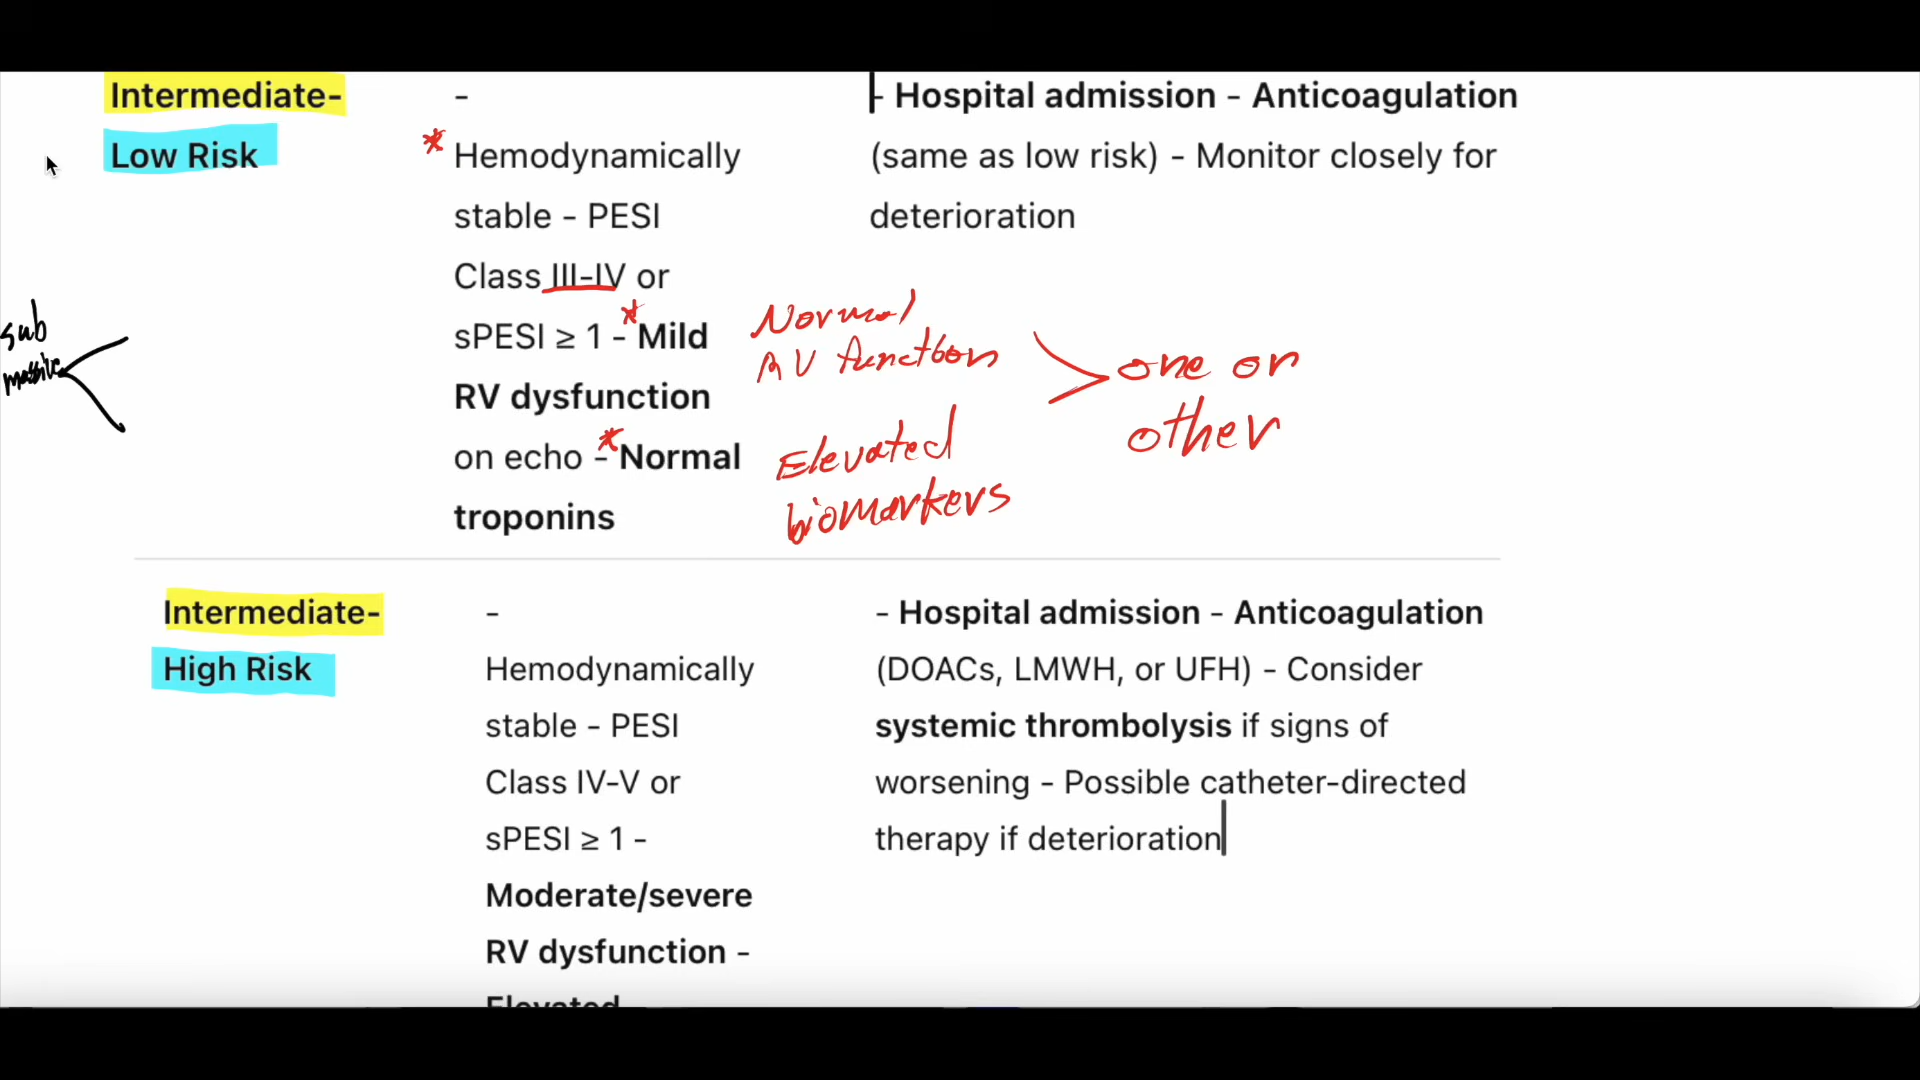 Intermediate-
Low Risk
-
* Hemodynamically
stable - PESI
Class III-IV or
sPESI ≥ 1 - * Mild
RV dysfunction
on echo - * Normal
troponins
- Hospital admission - Anticoagulation
(same as low risk) - Monitor closely for
deterioration
sub
massive
Normal
RV function
Elevated
biomarkers
one or
other
Intermediate-
High Risk
-
Hemodynamically
stable - PESI
Class IV-V or
sPESI ≥ 1 -
Moderate/severe
RV dysfunction -
Elevated
- Hospital admission - Anticoagulation
(DOACs, LMWH, or UFH) - Consider
systemic thrombolysis if signs of
worsening - Possible catheter-directed
therapy if deterioration